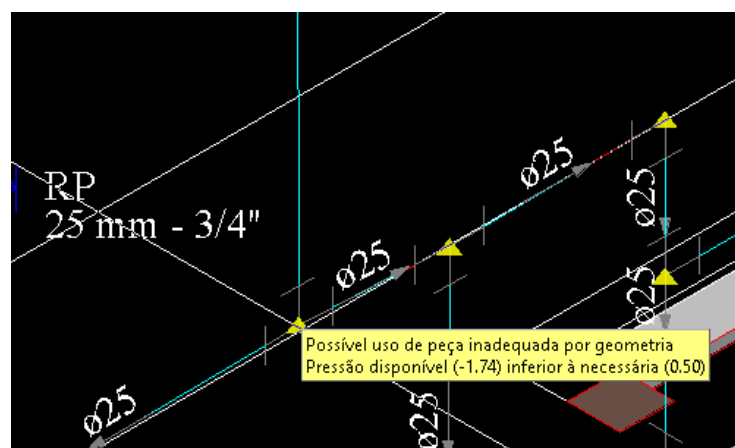 ø25
ø25
RP
25 mm - 3/4"
ø25
ø25
Possível uso de peça inadequada por geometria
Pressão disponível (-1.74) inferior à necessária (0.50)
ø25
ø25